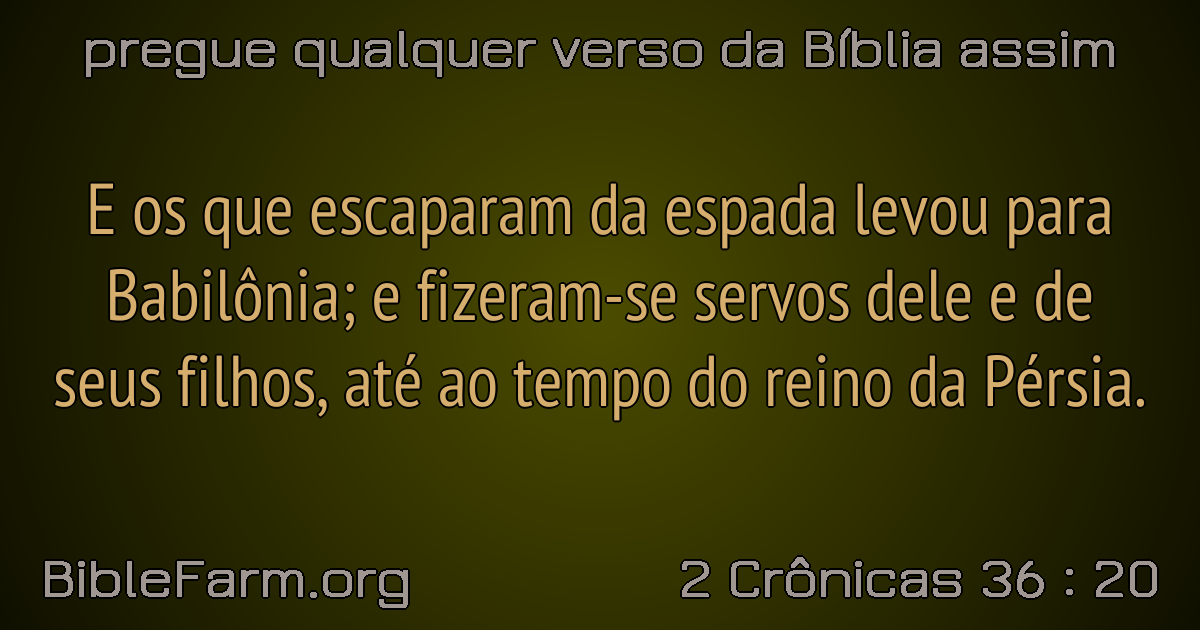 pregue qualquer verso da Bíblia assim
E os que escaparam da espada levou para
Babilônia; e fizeram-se servos dele e de
seus filhos, até ao tempo do reino da Pérsia.
BibleFarm.org
2 Crônicas 36 : 20